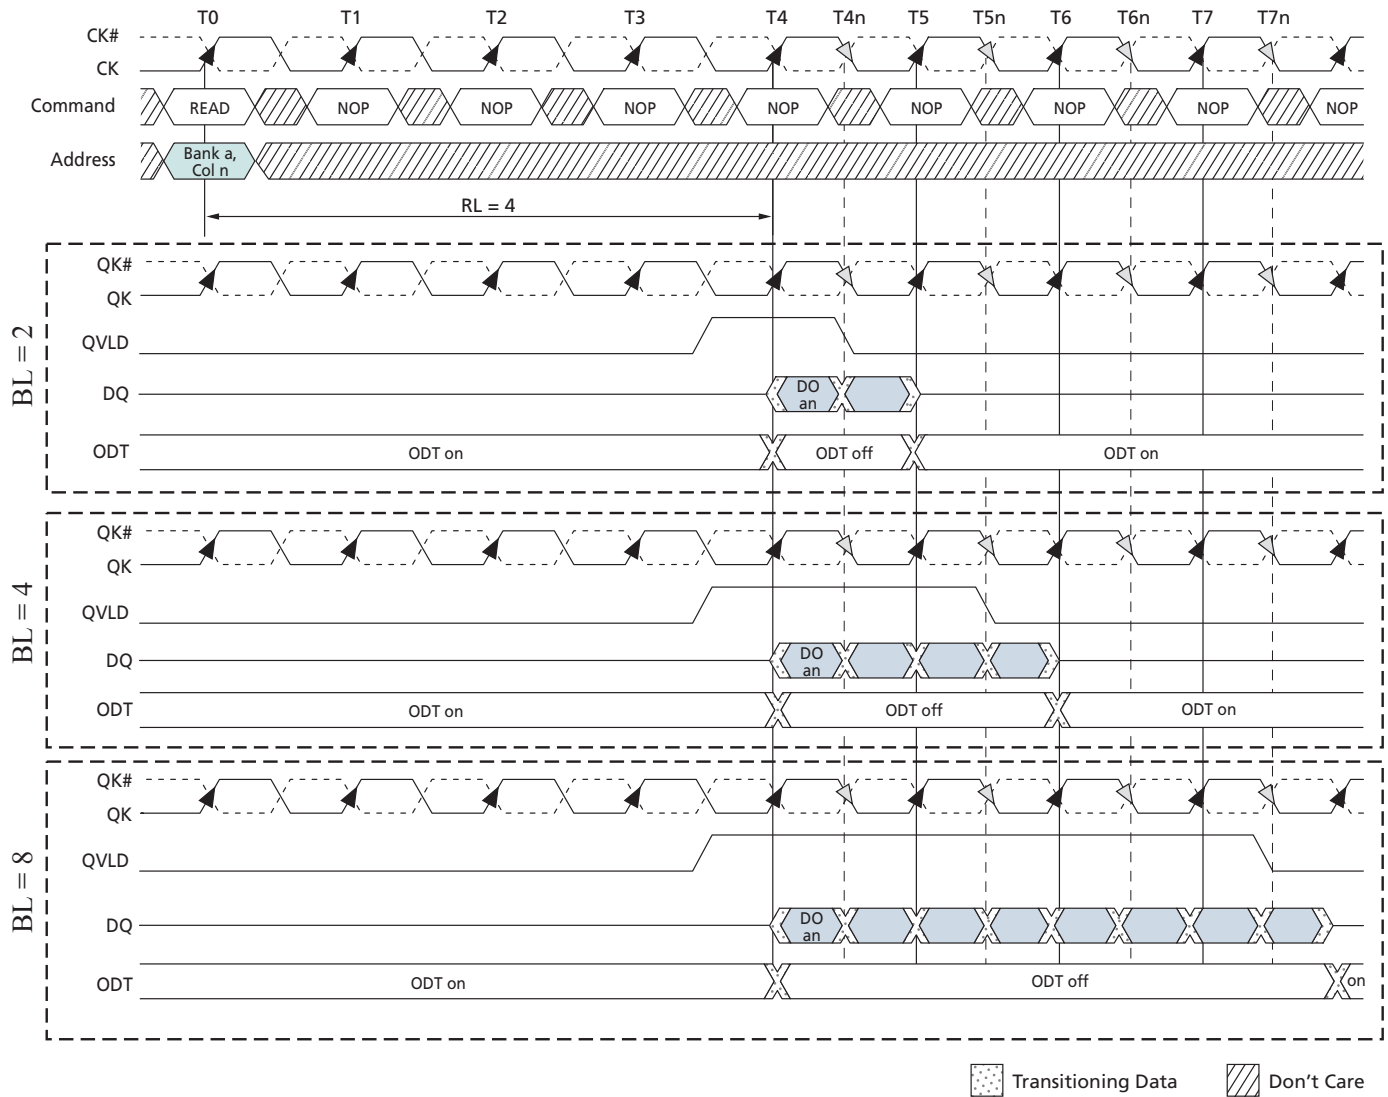 T0 T1 T2 T3 T4 T4n T5 T5n T6 T6n T7 T7n
CK#
CK
Command READ NOP NOP NOP NOP NOP NOP NOP NOP
Address Bank a,
Col n
RL = 4
BL = 2
QK#
QK
QVLD
DQ DO
an
ODT ODT on ODT off ODT on
BL = 4
QK#
QK
QVLD
DQ DO
an
ODT ODT on ODT off ODT on
BL = 8
QK#
QK
QVLD
DQ DO
an
ODT ODT on ODT off on
Transitioning Data Don't Care